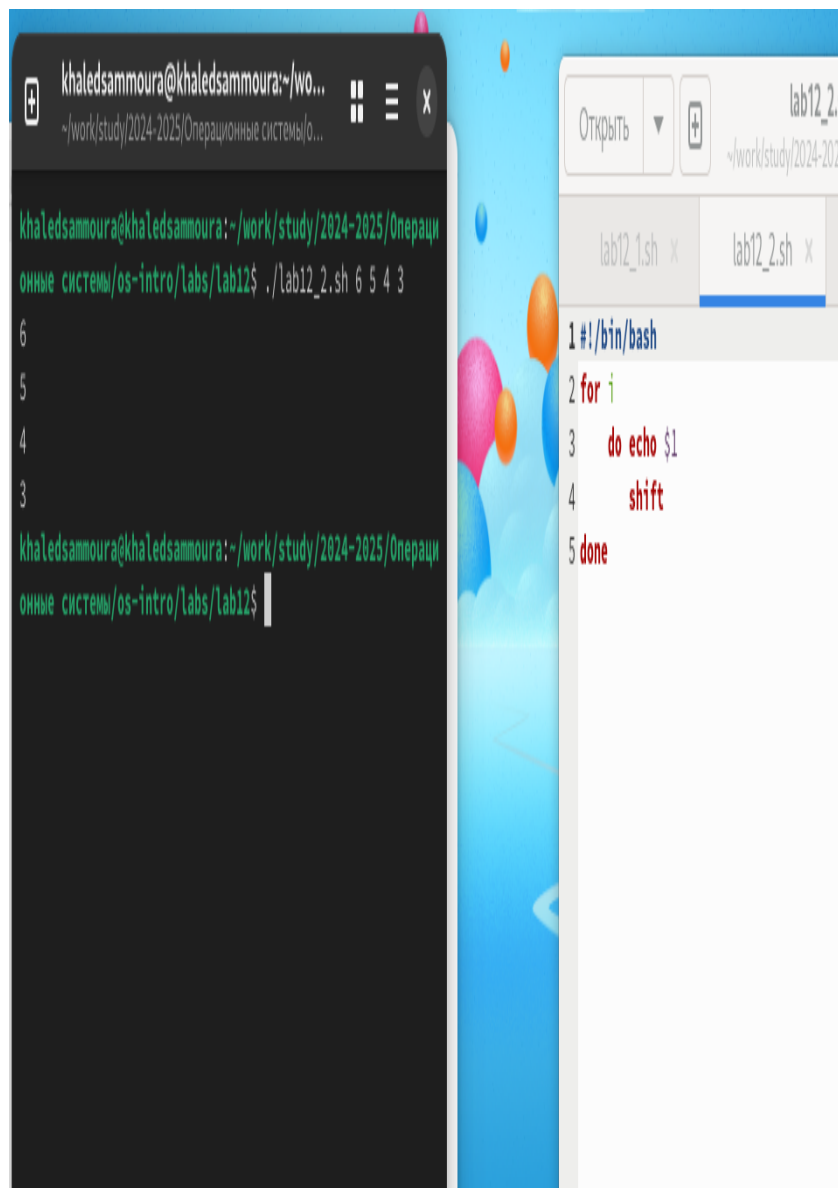 khaledsammoura@khaledsammoura:~/wo...
~/work/study/2024-2025/Операционные системы/o...
khaledsammoura@khaledsammoura:~/work/study/2024-2025/Операци
онные системы/os-intro/labs/lab12$ ./lab12_2.sh 6 5 4 3
6
5
4
3
khaledsammoura@khaledsammoura:~/work/study/2024-2025/Операци
онные системы/os-intro/labs/lab12$
Открыть
lab12_2.
~/work/study/2024-202
lab12_1.sh × lab12_2.sh ×
1 #!/bin/bash
2 for i
3     do echo $1
4        shift
5 done